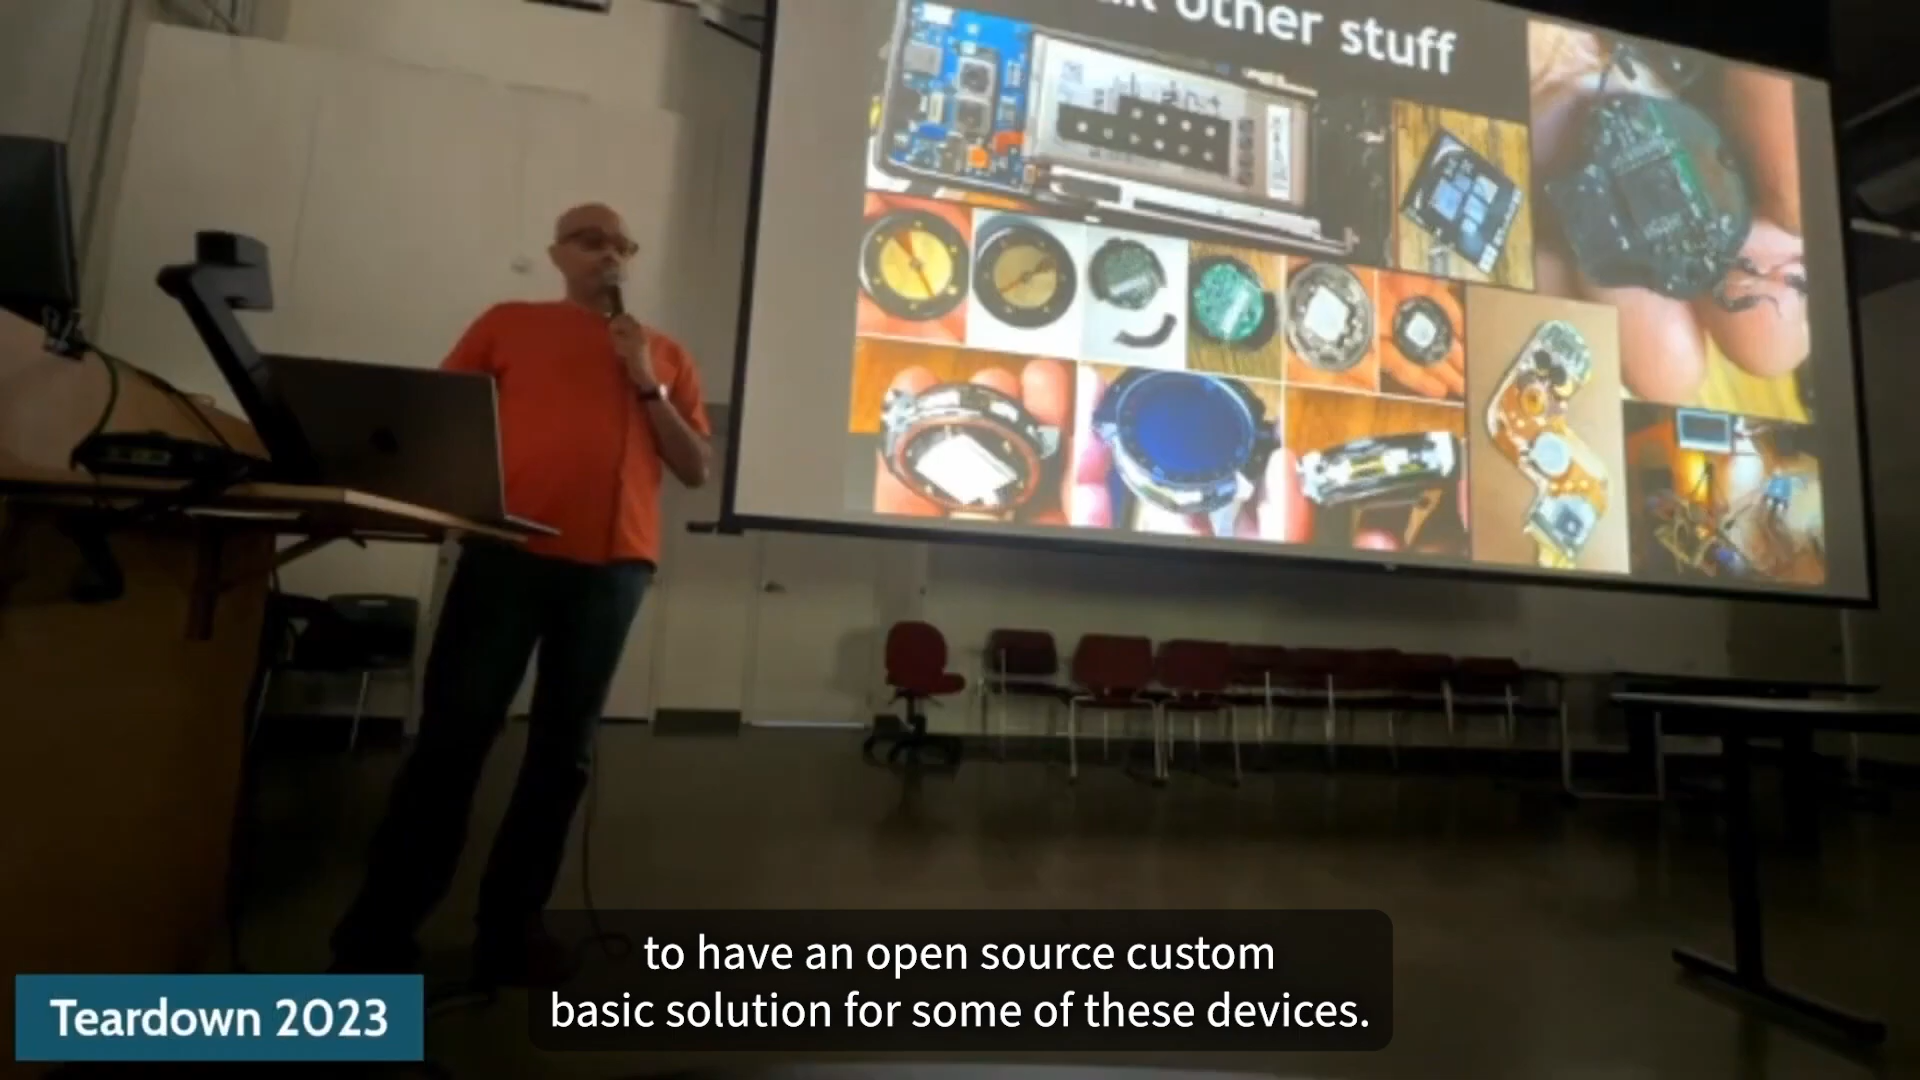 other stuff
to have an open source custom
basic solution for some of these devices.
Teardown 2023